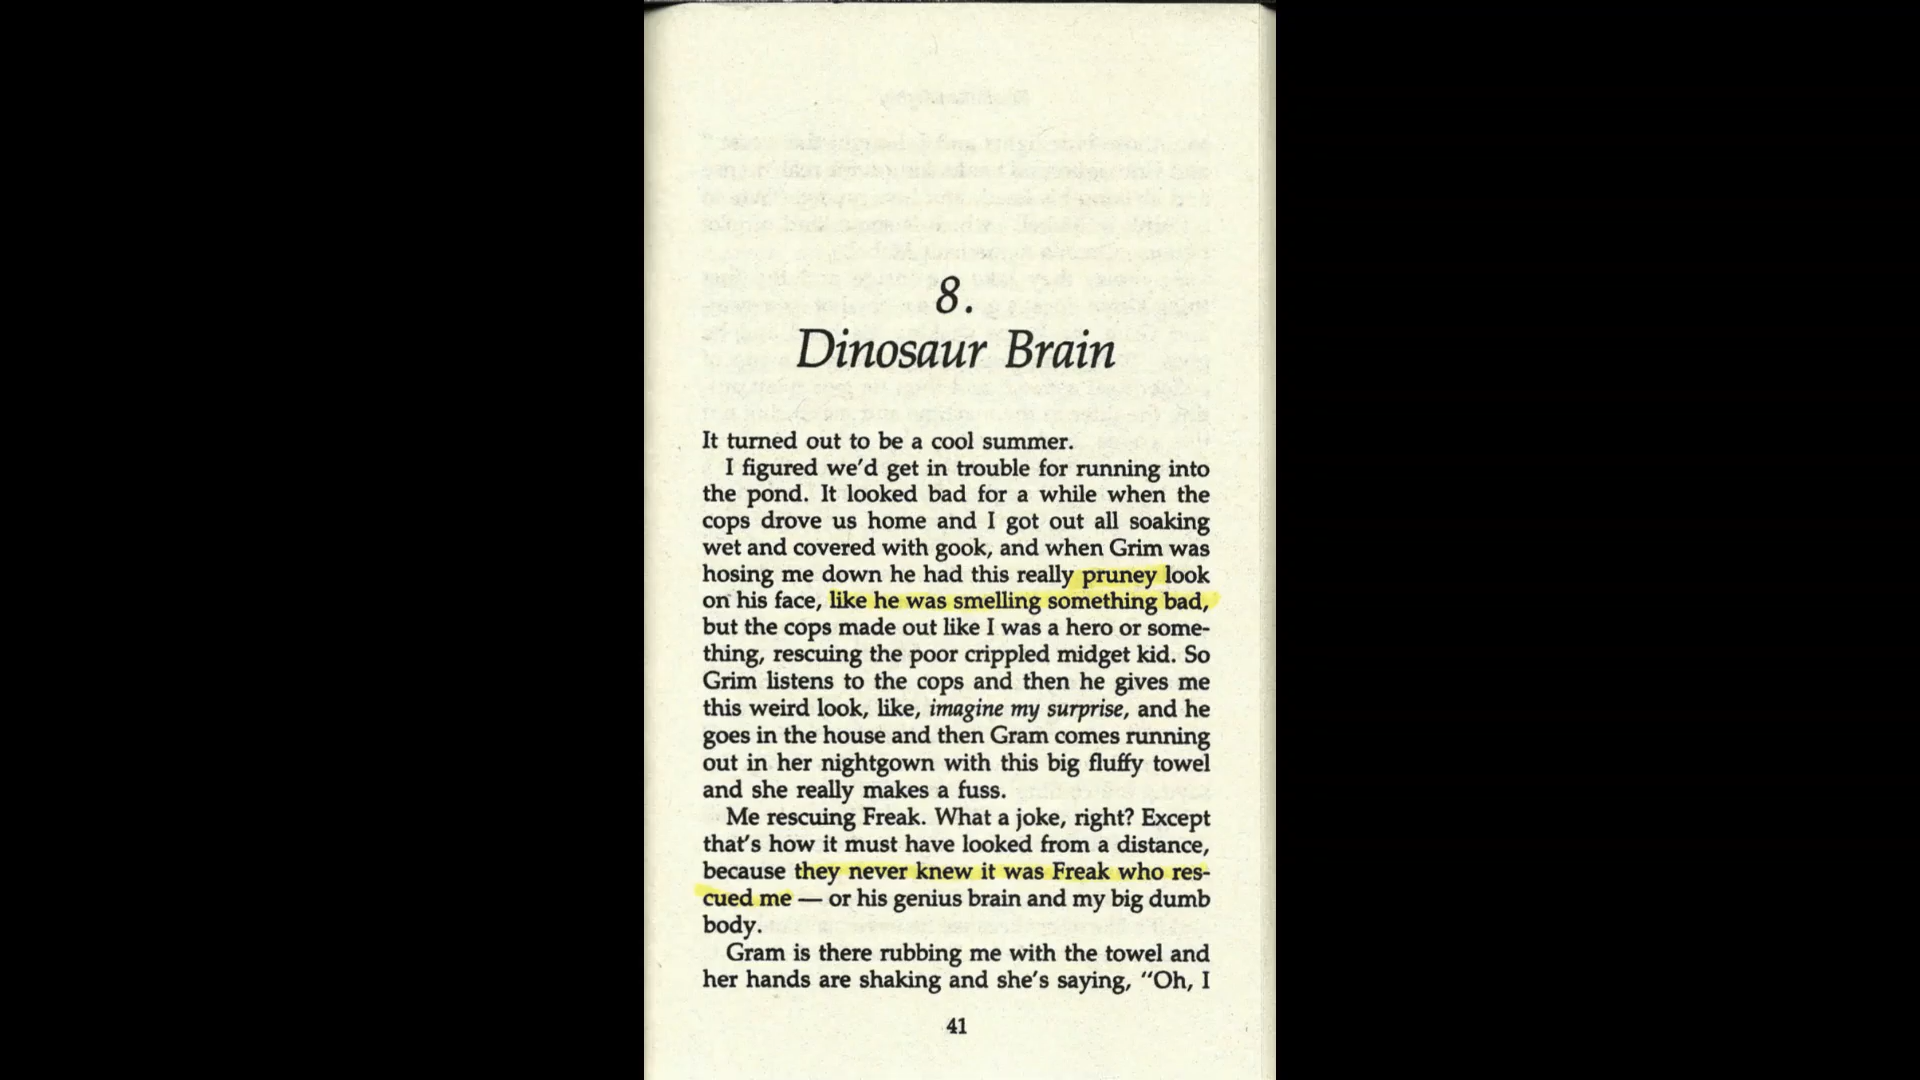 8.
Dinosaur Brain
It turned out to be a cool summer.
I figured we'd get in trouble for running into
the pond. It looked bad for a while when the
cops drove us home and I got out all soaking
wet and covered with gook, and when Grim was
hosing me down he had this really pruney look
on his face, like he was smelling something bad,
but the cops made out like I was a hero or some-
thing, rescuing the poor crippled midget kid. So
Grim listens to the cops and then he gives me
this weird look, like, imagine my surprise, and he
goes in the house and then Gram comes running
out in her nightgown with this big fluffy towel
and she really makes a fuss.
Me rescuing Freak. What a joke, right? Except
that's how it must have looked from a distance,
because they never knew it was Freak who res-
cued me — or his genius brain and my big dumb
body.
Gram is there rubbing me with the towel and
her hands are shaking and she's saying, "Oh, I
41